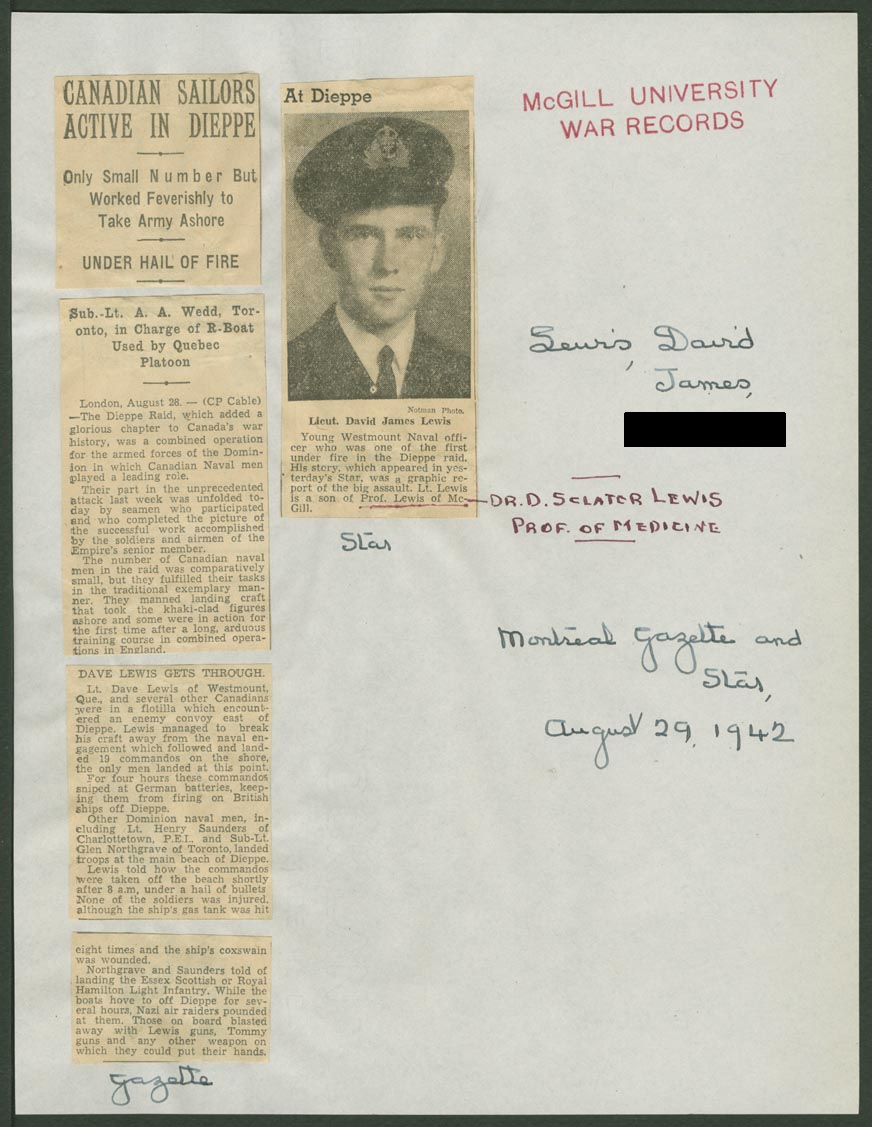 CANADIAN SAILORS
ACTIVE IN DIEPPE
Only Small Number But
Worked Feverishly to
Take Army Ashore
UNDER HAIL OF FIRE
Sub.-Lt. A. A. Wedd, Tor-
onto, in Charge of R-Boat
Used by Quebec
Platoon
London, August 28. — (CP Cable)
—The Dieppe Raid, which added a
glorious chapter to Canada's war
history, was a combined operation
for the armed forces of the Domin-
ion in which Canadian Naval men
played a leading role.
Their part in the unprecedented
attack last week was unfolded to-
day by seamen who participated
and who completed the picture of
the successful work accomplished
by the soldiers and airmen of the
Empire's senior member.
The number of Canadian naval
men in the raid was comparatively
small, but they fulfilled their tasks
in the traditional exemplary man-
ner. They manned landing craft
that took the khaki-clad figures
ashore and some were in action for
the first time after a long, arduous
training course in combined opera-
tions in England.
DAVE LEWIS GETS THROUGH.
Lt. Dave Lewis of Westmount,
Que., and several other Canadians
were in a flotilla which encount-
ered an enemy convoy east of
Dieppe. Lewis managed to break
his craft away from the naval en-
gagement which followed and land-
ed 19 commandos on the shore,
the only men landed at this point.
For four hours these commandos
sniped at German batteries, keep-
ing them from firing on British
ships off Dieppe.
Other Dominion naval men, in-
cluding Lt. Henry Saunders of
Charlottetown, P.E.I., and Sub-Lt.
Glen Northgrave of Toronto, landed
troops at the main beach of Dieppe.
Lewis told how the commandos
were taken off the beach shortly
after 8 a.m, under a hail of bullets
None of the soldiers was injured,
although the ship's gas tank was hit
eight times and the ship's coxswain
was wounded.
Northgrave and Saunders told of
landing the Essex Scottish or Royal
Hamilton Light Infantry. While the
boats hove to off Dieppe for sev-
eral hours, Nazi air raiders pounded
at them. Those on board blasted
away with Lewis guns, Tommy
guns and any other weapon on
which they could put their hands.
Gazette
At Dieppe
Notman Photo.
Lieut. David James Lewis
Young Westmount Naval offi-
cer who was one of the first
under fire in the Dieppe raid.
His story, which appeared in yes-
terday's Star, was a graphic re-
port of the big assault. Lt. Lewis
is a son of Prof. Lewis of Mc-
Gill.
Star
McGILL UNIVERSITY
WAR RECORDS
Lewis, David
James,
DR. D. SCLATER LEWIS
PROF. OF MEDICINE
Montreal Gazette and
Star,
August 29, 1942